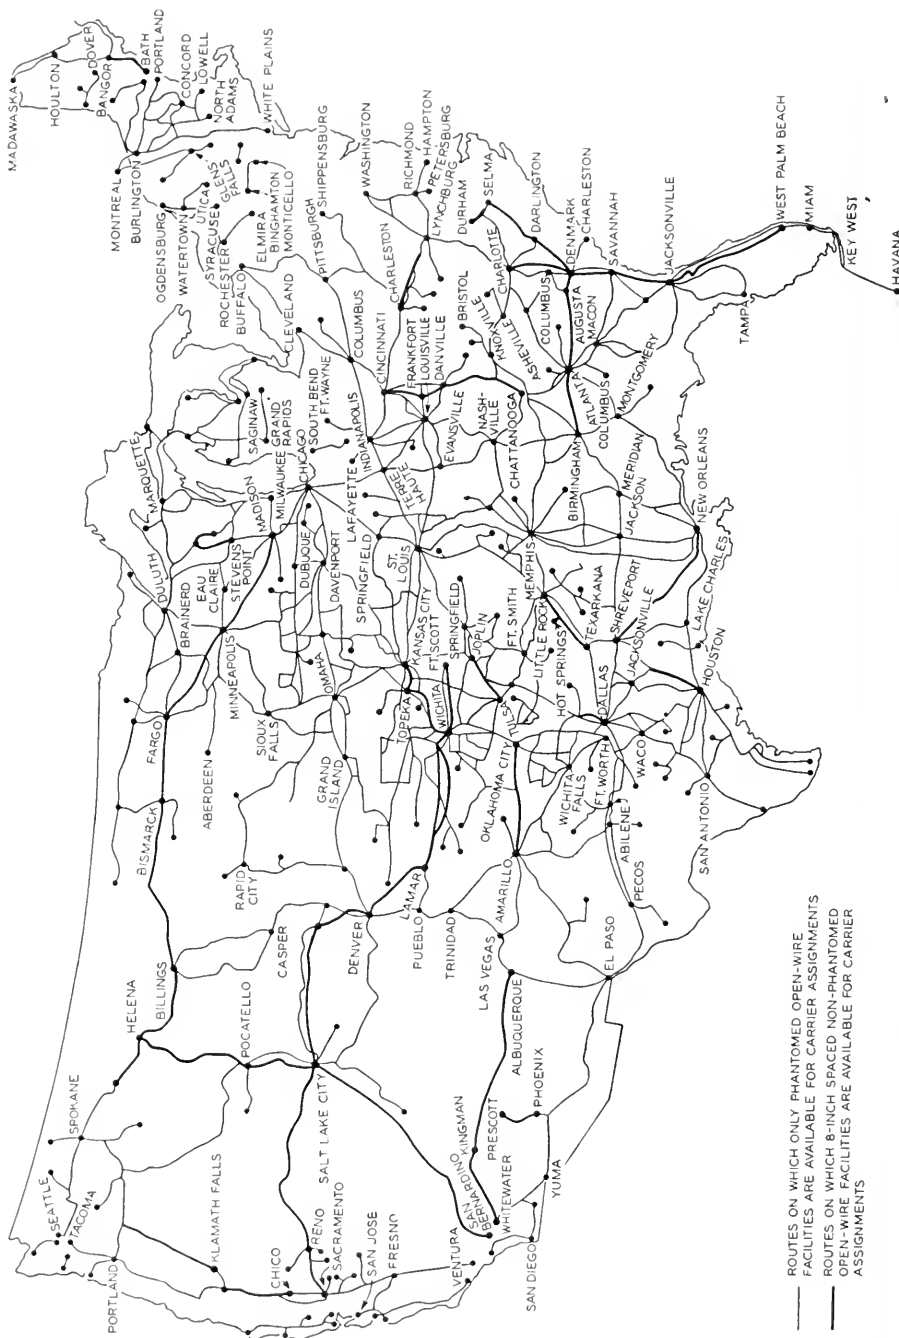 MADAWASKA
HOULTON
DOVER
BANGOR
BATH
PORTLAND
CONCORD
LOWELL
NORTH
ADAMS
WHITE PLAINS
MONTREAL
BURLINGTON
OGDENSBURG
WATERTOWN
UTICA
SYRACUSE
GLENS
FALLS
ROCHESTER
BUFFALO
ELMIRA
BINGHAMTON
MONTICELLO
PITTSBURGH
SHIPPENSBURG
WASHINGTON
RICHMOND
HAMPTON
PETERSBURG
LYNCHBURG
DURHAM
SELMA
DARLINGTON
DENMARK
CHARLESTON
SAVANNAH
JACKSONVILLE
WEST PALM BEACH
MIAMI
KEY WEST
HAVANA
TAMPA
CLEVELAND
COLUMBUS
CINCINNATI
CHARLESTON
FRANKFORT
LOUISVILLE
DANVILLE
BRISTOL
KNOXVILLE
CHARLOTTE
ASHEVILLE
COLUMBUS
AUGUSTA
MACON
ATLANTA
COLUMBUS
MONTGOMERY
MARQUETTE
SAGINAW
GRAND
RAPIDS
MILWAUKEE
CHICAGO
SOUTH BEND
FT. WAYNE
INDIANAPOLIS
LAFAYETTE
TERRE
HAUTE
EVANSVILLE
NASH-
VILLE
CHATTANOOGA
BIRMINGHAM
MERIDIAN
JACKSON
NEW ORLEANS
DULUTH
BRAINERD
EAU
CLAIRE
STEVENS
POINT
MADISON
DUBUQUE
DAVENPORT
SPRINGFIELD
ST.
LOUIS
MEMPHIS
MINNEAPOLIS
OMAHA
KANSAS CITY
FT. SCOTT
SPRINGFIELD
JOPLIN
FT. SMITH
LITTLE ROCK
HOT SPRINGS
TEXARKANA
SHREVEPORT
JACKSONVILLE
LAKE CHARLES
HOUSTON
FARGO
BISMARCK
ABERDEEN
SIOUX
FALLS
GRAND
ISLAND
TOPEKA
WICHITA
TULSA
OKLAHOMA CITY
WICHITA
FALLS
FT. WORTH
DALLAS
WACO
ABILENE
SAN ANTONIO
PECOS
RAPID
CITY
CASPER
DENVER
LAMAR
PUEBLO
TRINIDAD
AMARILLO
LAS VEGAS
EL PASO
ALBUQUERQUE
HELENA
BILLINGS
POCATELLO
SALT LAKE CITY
KINGMAN
PRESCOTT
PHOENIX
SPOKANE
SEATTLE
TACOMA
PORTLAND
KLAMATH FALLS
CHICO
RENO
SACRAMENTO
SAN JOSE
FRESNO
VENTURA
SAN
BERNARDINO
WHITEWATER
SAN DIEGO
YUMA
ROUTES ON WHICH ONLY PHANTOMED OPEN-WIRE
FACILITIES ARE AVAILABLE FOR CARRIER ASSIGNMENTS
ROUTES ON WHICH 8-INCH SPACED NON-PHANTOMED
OPEN-WIRE FACILITIES ARE AVAILABLE FOR CARRIER
ASSIGNMENTS